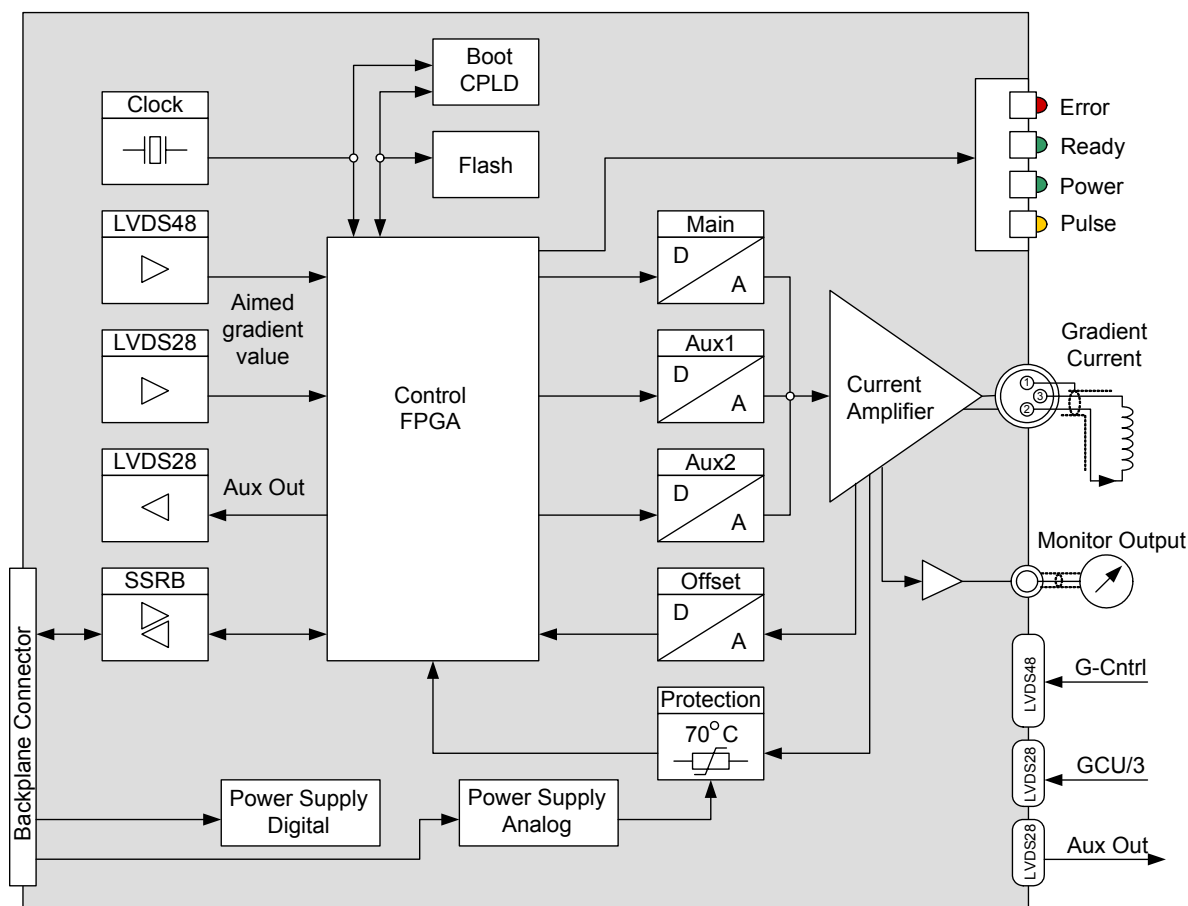 Boot
CPLD
Clock
Flash
Error
Ready
Power
Pulse
LVDS48
Aimed
gradient
value
LVDS28
LVDS28
Aux Out
SSRB
Control
FPGA
Main
D
A
Aux1
D
A
Aux2
D
A
Offset
D
A
Protection
70°C
Current
Amplifier
Gradient
Current
1
3
2
Monitor Output
LVDS48
G-Cntrl
LVDS28
GCU/3
LVDS28
Aux Out
Backplane Connector
Power Supply
Digital
Power Supply
Analog